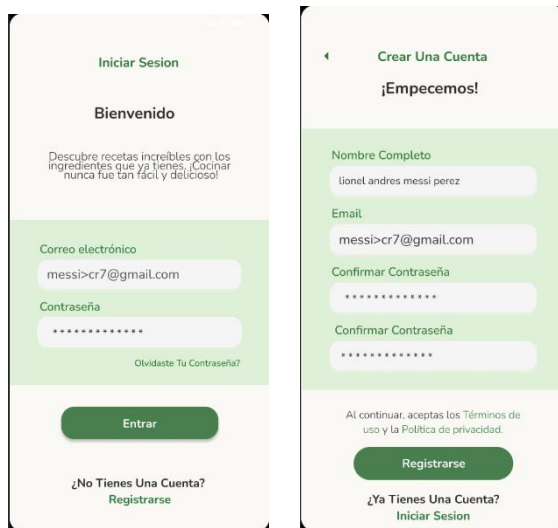 Iniciar Sesion
Bienvenido
Descubre recetas increíbles con los
ingredientes que ya tienes, ¡Cocinar
nunca fue tan fácil y delicioso!
Correo electrónico
messi>cr7@gmail.com
Contraseña
*************
Olvidaste Tu Contraseña?
Entrar
¿No Tienes Una Cuenta?
Registrarse
Crear Una Cuenta
¡Empecemos!
Nombre Completo
lionel andres messi perez
Email
messi>cr7@gmail.com
Confirmar Contraseña
*************
Confirmar Contraseña
*************
Al continuar, aceptas los Términos de
uso y la Política de privacidad.
Registrarse
¿Ya Tienes Una Cuenta?
Iniciar Sesion